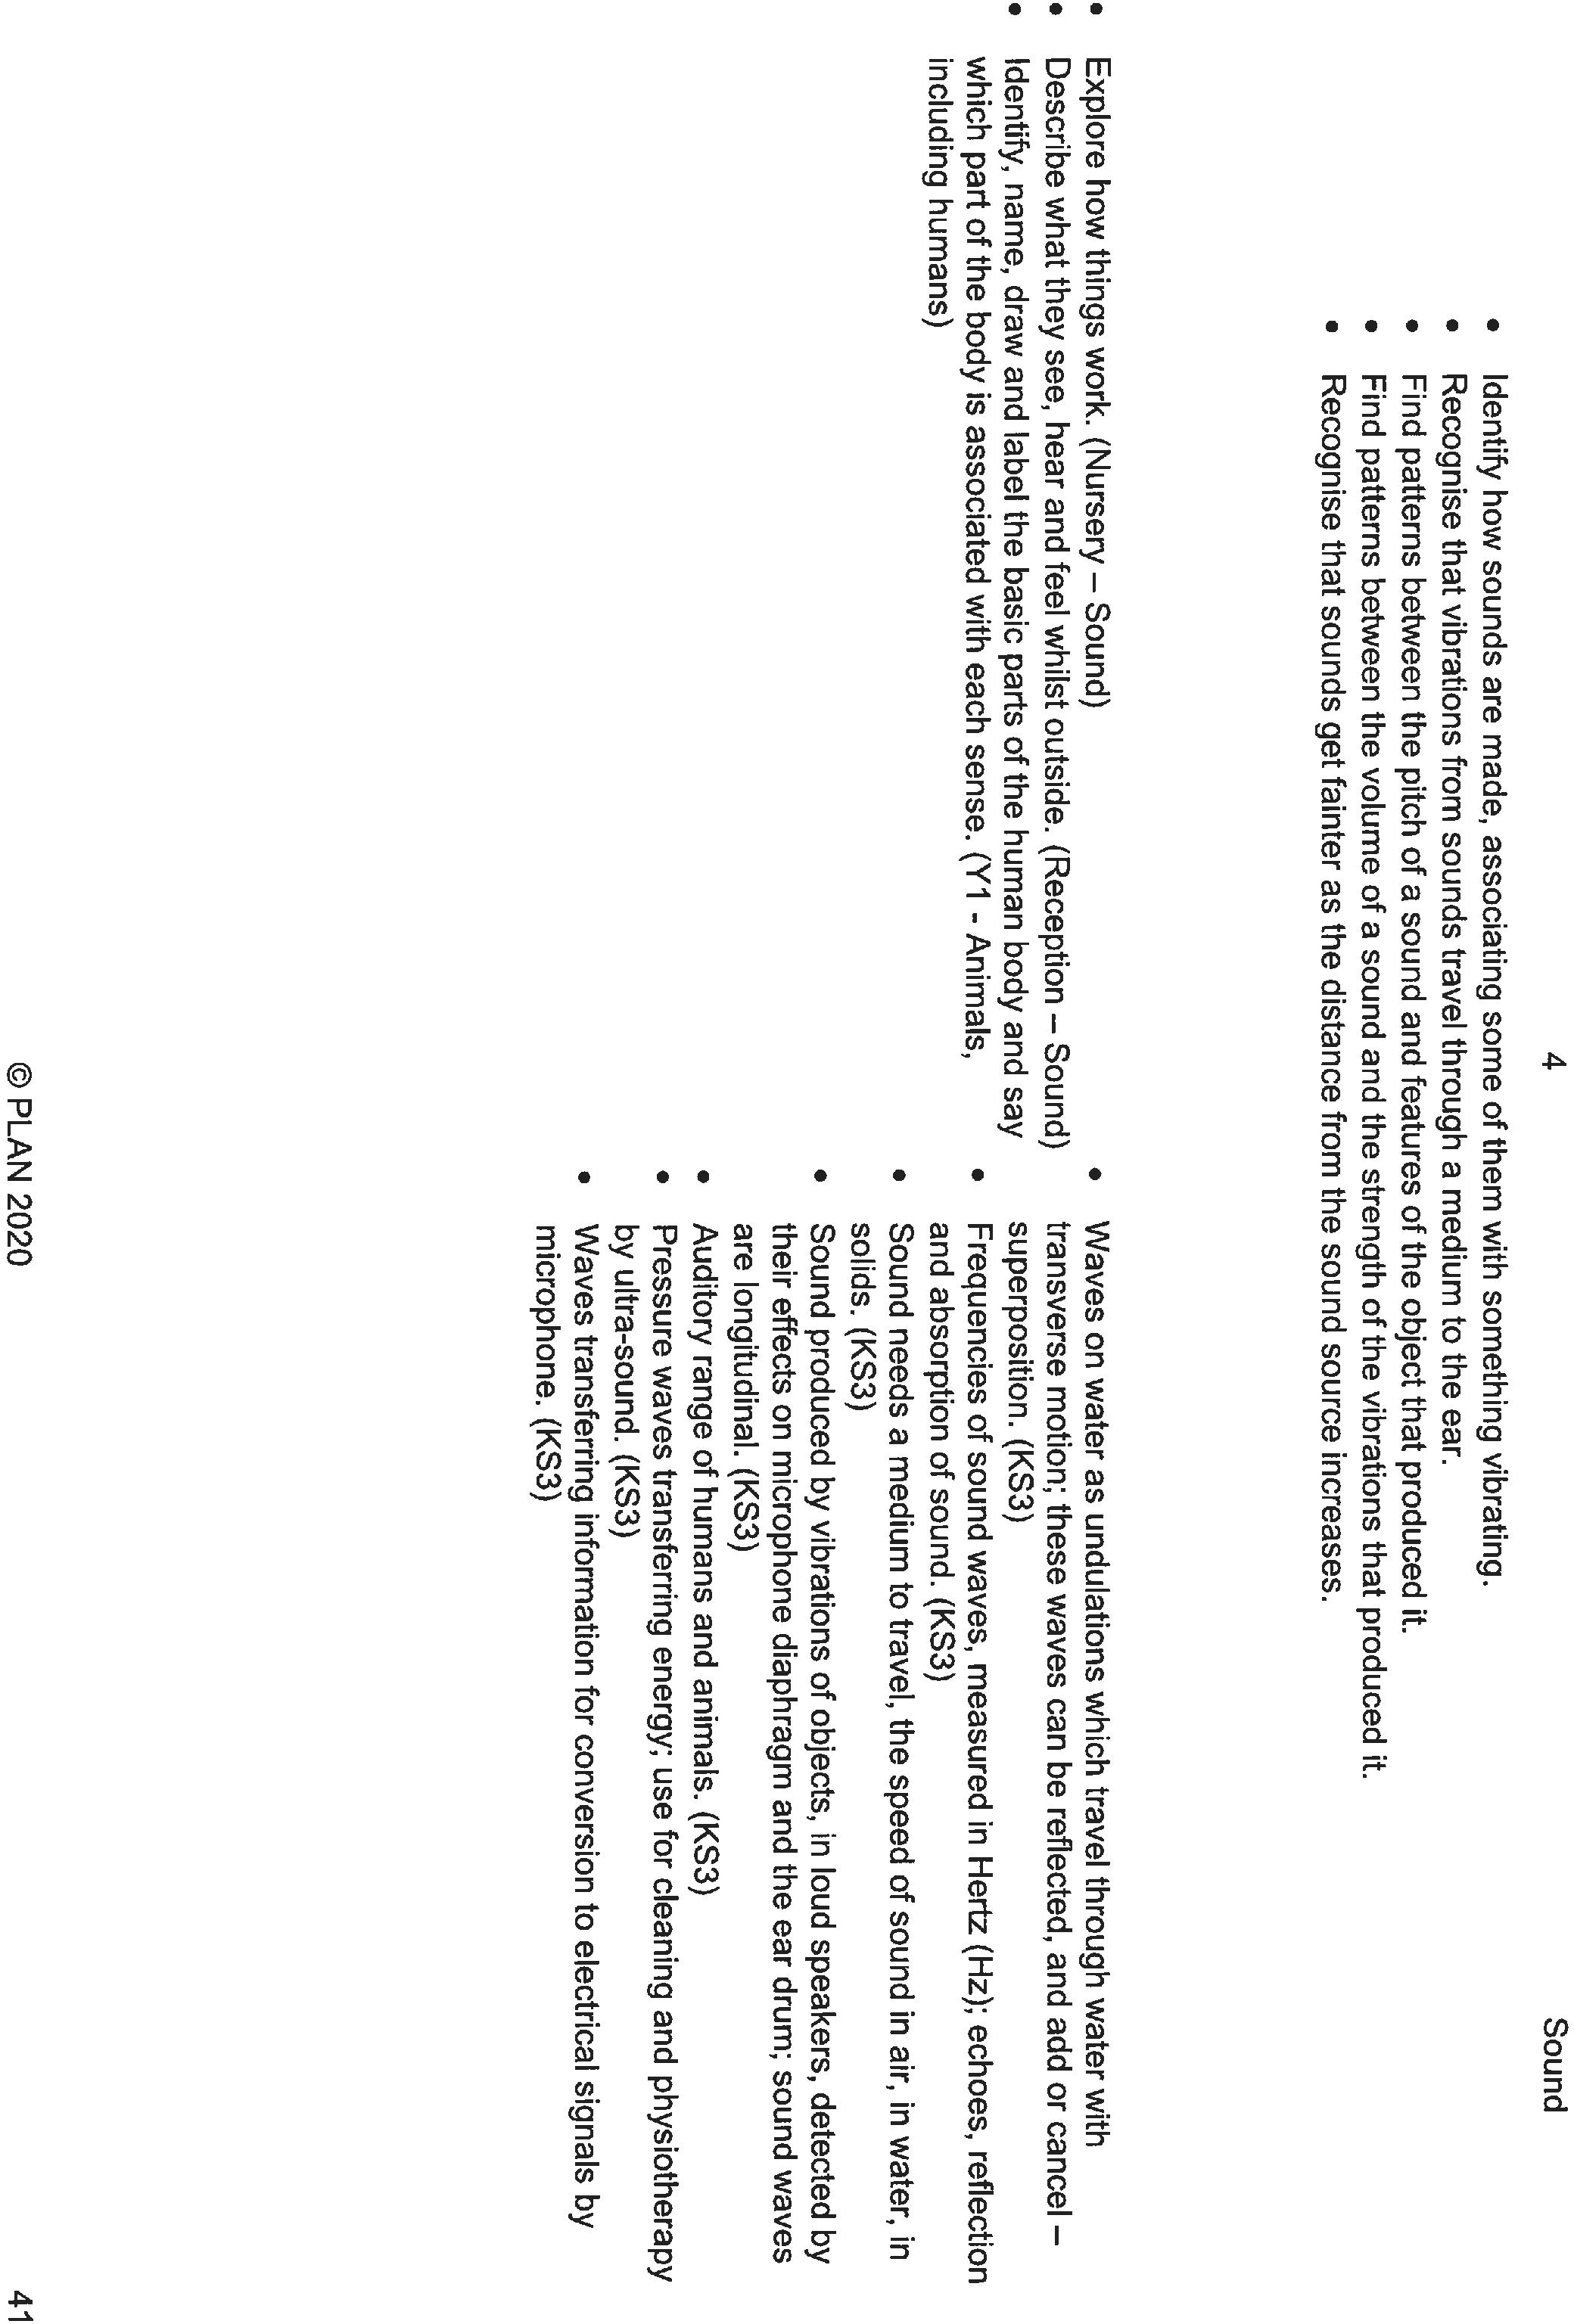 4
Sound
• Identify how sounds are made, associating some of them with something vibrating.
• Recognise that vibrations from sounds travel through a medium to the ear.
• Find patterns between the pitch of a sound and features of the object that produced it.
• Find patterns between the volume of a sound and the strength of the vibrations that produced it.
• Recognise that sounds get fainter as the distance from the sound source increases.
• Explore how things work. (Nursery – Sound)
• Describe what they see, hear and feel whilst outside. (Reception – Sound)
• Identify, name, draw and label the basic parts of the human body and say
which part of the body is associated with each sense. (Y1 - Animals,
including humans)
• Waves on water as undulations which travel through water with
transverse motion; these waves can be reflected, and add or cancel –
superposition. (KS3)
• Frequencies of sound waves, measured in Hertz (Hz); echoes, reflection
and absorption of sound. (KS3)
• Sound needs a medium to travel, the speed of sound in air, in water, in
solids. (KS3)
• Sound produced by vibrations of objects, in loud speakers, detected by
their effects on microphone diaphragm and the ear drum; sound waves
are longitudinal. (KS3)
• Auditory range of humans and animals. (KS3)
• Pressure waves transferring energy; use for cleaning and physiotherapy
by ultra-sound. (KS3)
• Waves transferring information for conversion to electrical signals by
microphone. (KS3)
© PLAN 2020
41